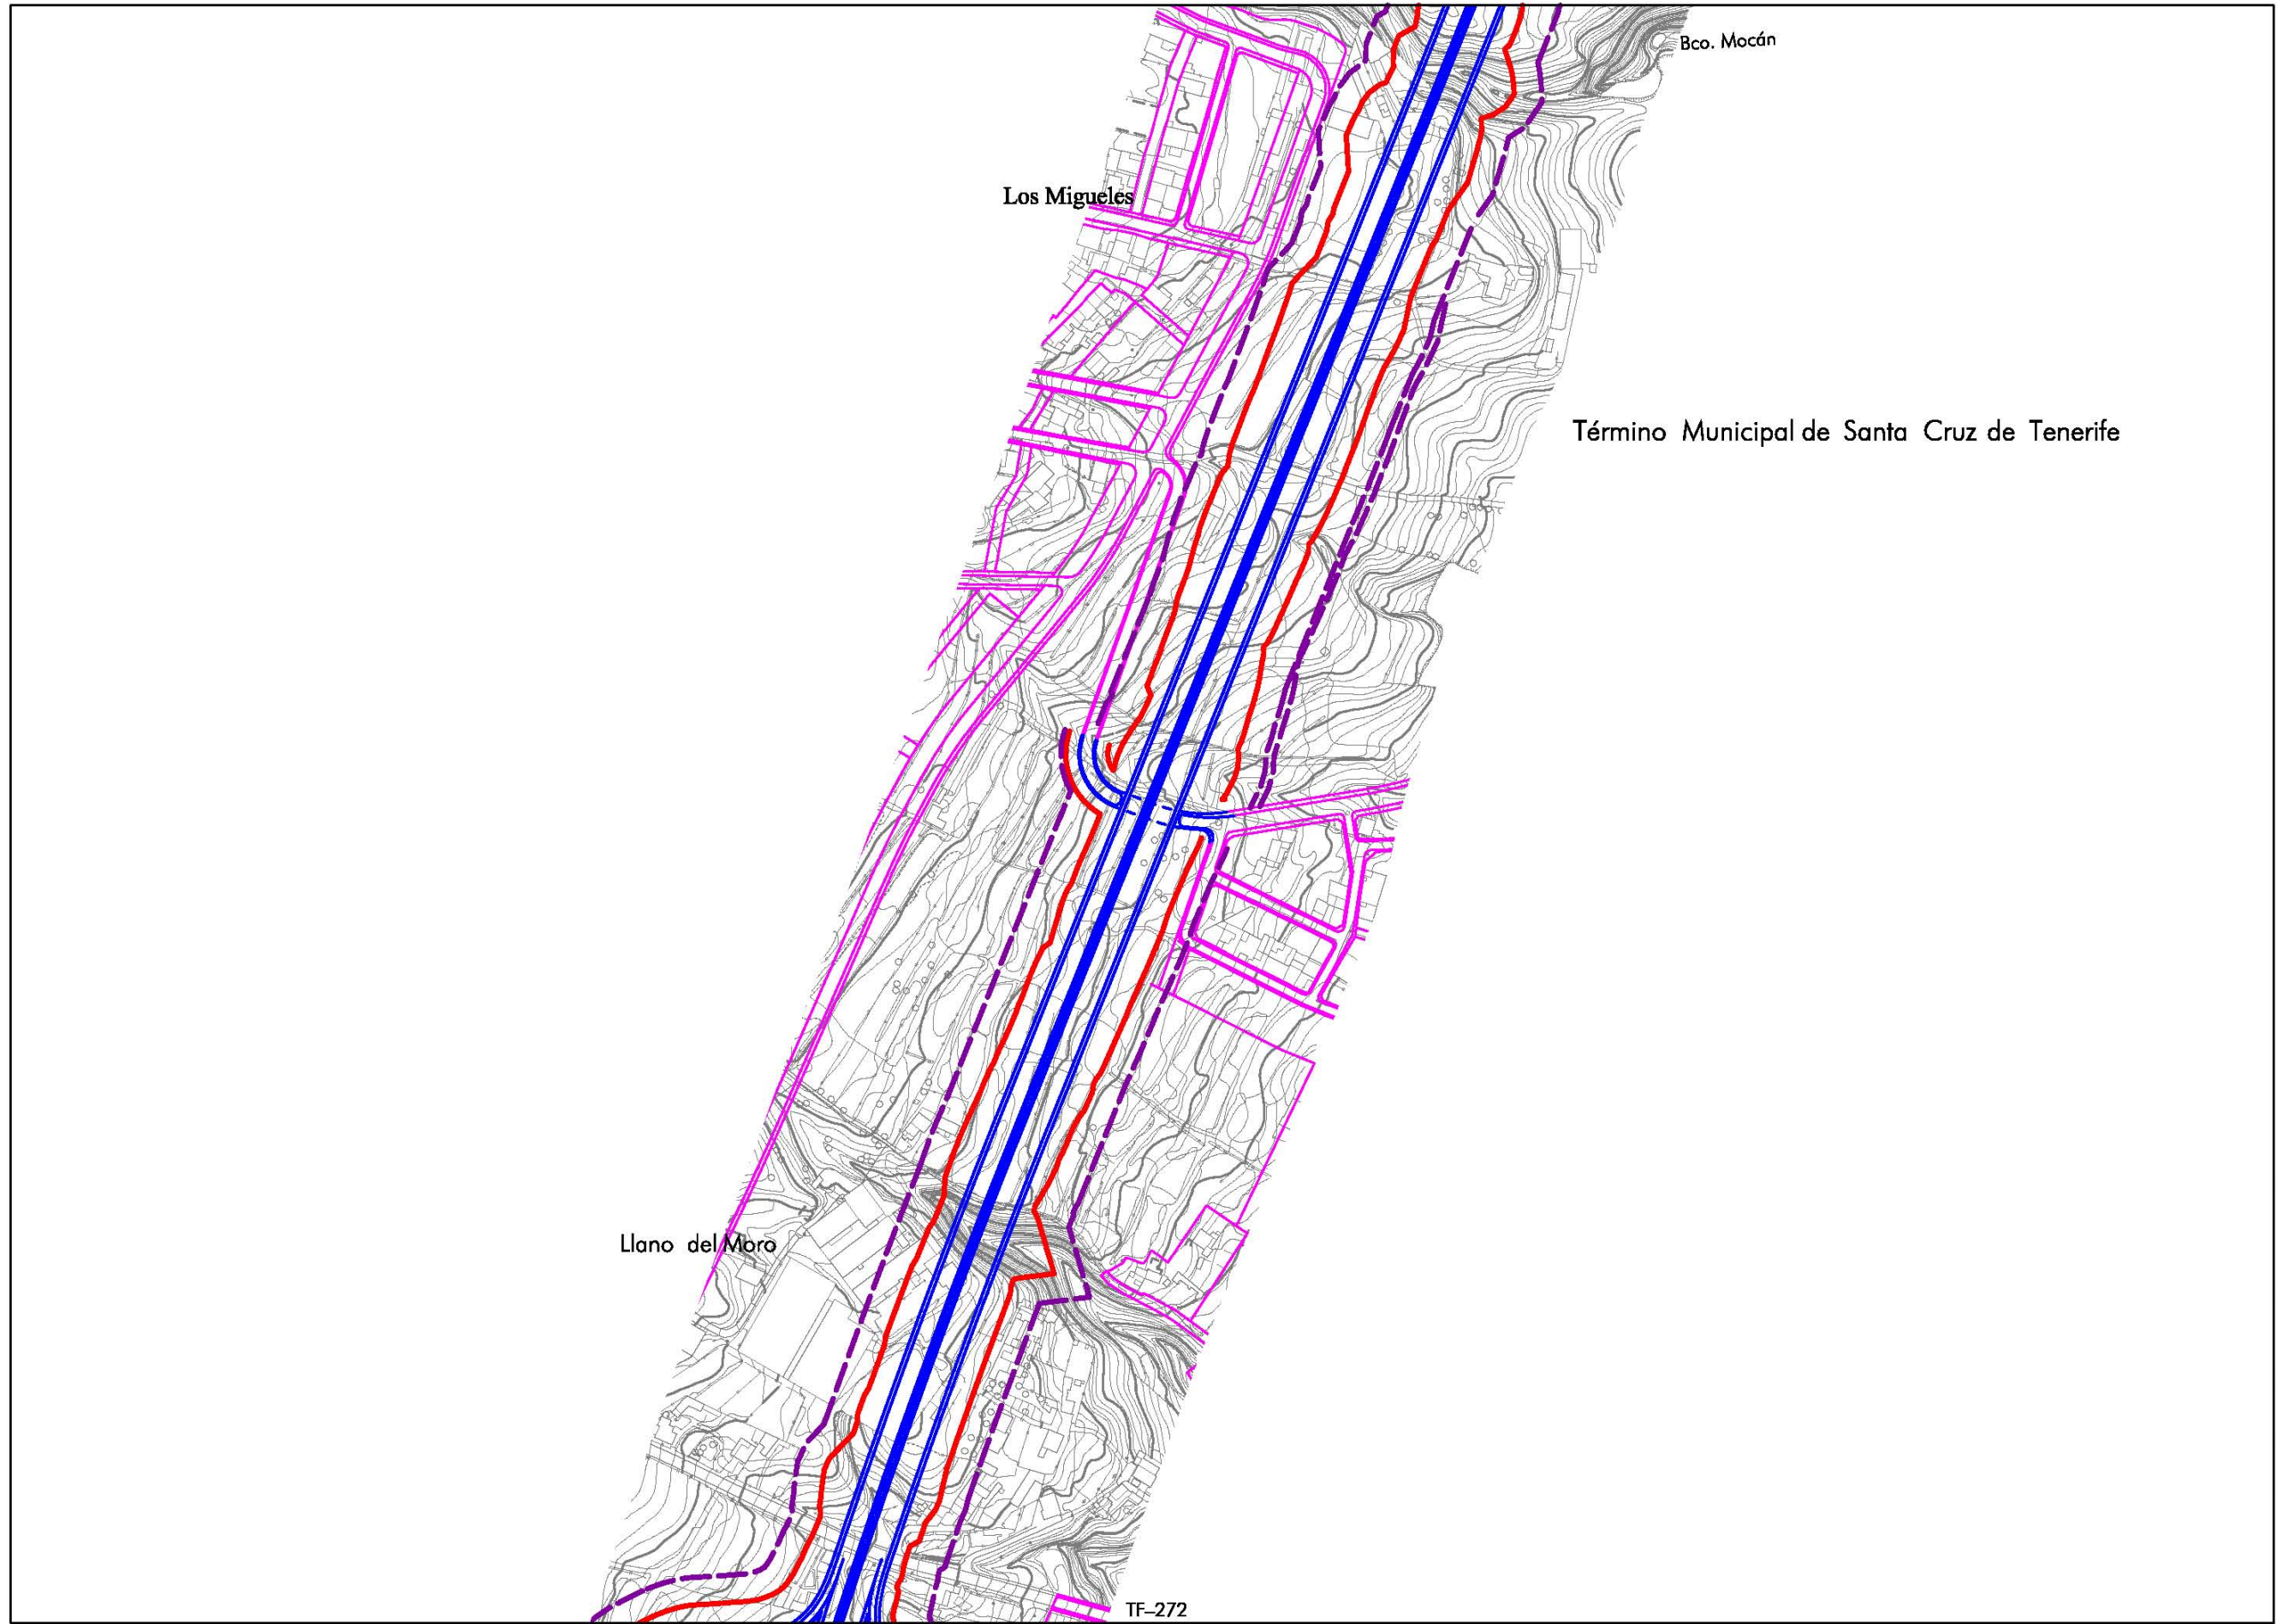 Bco. Mocán
Los Migueles
Término Municipal de Santa Cruz de Tenerife
Llano del Moro
TF-272